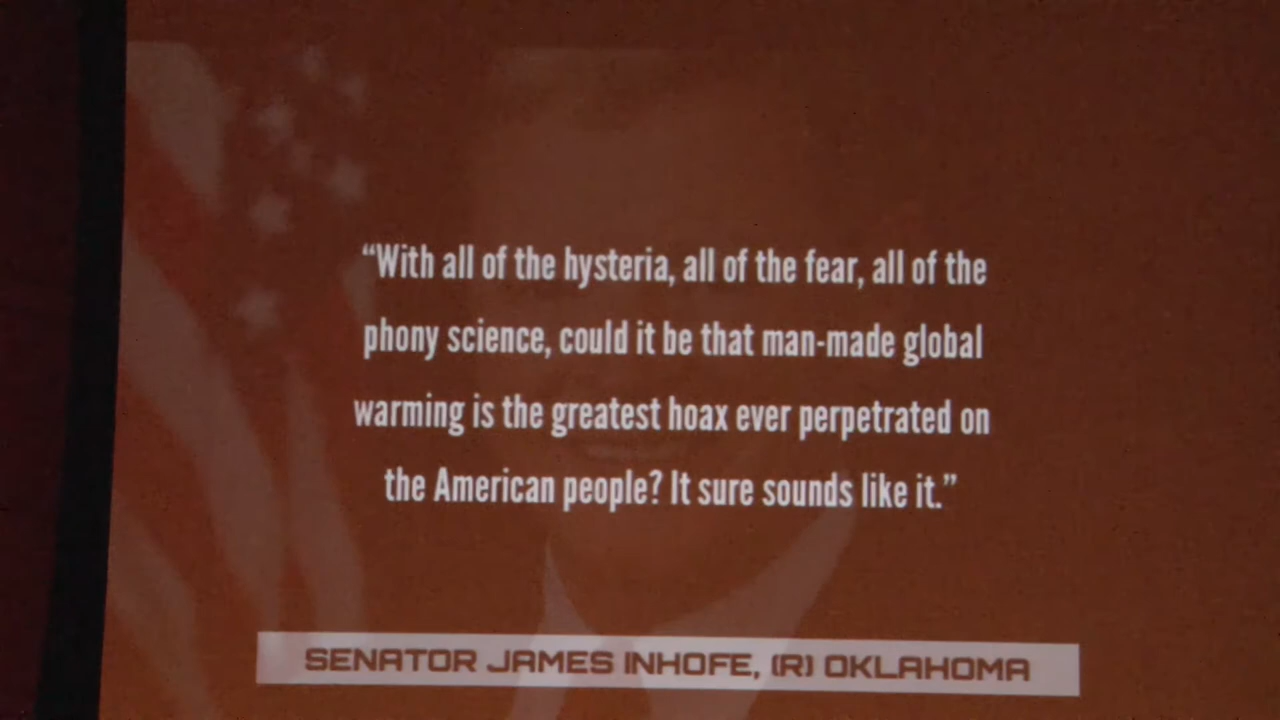 “With all of the hysteria, all of the fear, all of the
phony science, could it be that man-made global
warming is the greatest hoax ever perpetrated on
the American people? It sure sounds like it.”
SENATOR JAMES INHOFE, (R) OKLAHOMA